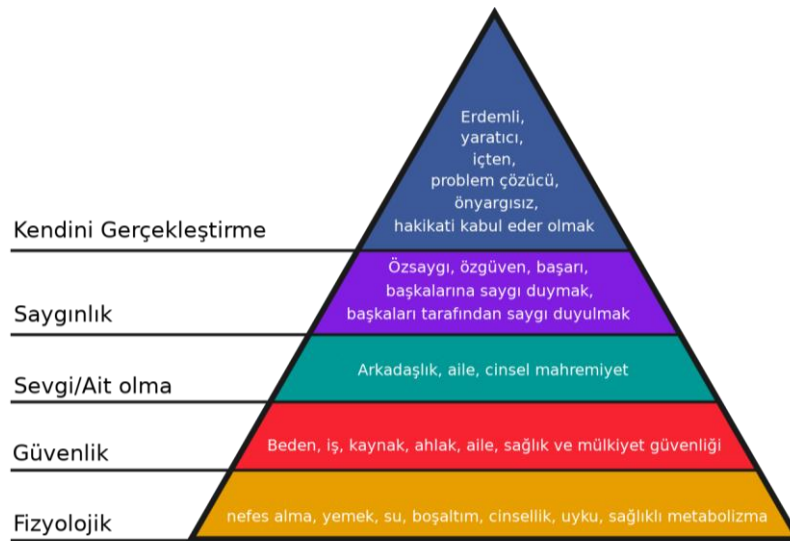 Erdemli,
yaratıcı,
içten,
problem çözücü,
önyargısız,
hakikati kabul eder olmak
Kendini Gerçekleştirme
Özsaygı, özgüven, başarı,
başkalarına saygı duymak,
başkaları tarafından saygı duyulmak
Saygınlık
Arkadaşlık, aile, cinsel mahremiyet
Sevgi/Ait olma
Beden, iş, kaynak, ahlak, aile, sağlık ve mülkiyet güvenliği
Güvenlik
nefes alma, yemek, su, boşaltım, cinsellik, uyku, sağlıklı metabolizma
Fizyolojik